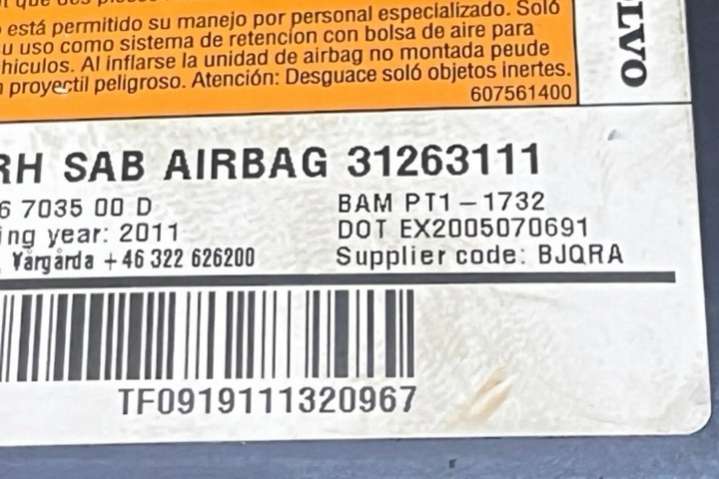 está permitido su manejo por personal especializado. Soló
u uso como sistema de retencion con bolsa de aire para
hiculos. Al inflarse la unidad de airbag no montada peude
proyectil peligroso. Atención: Desguace soló objetos inertes.
607561400
LVO
RH SAB AIRBAG 31263111
6 7035 00 D
BAM PT1-1732
ing year: 2011
DOT EX2005070691
Vårgårda +46 322 626200
Supplier code: BJQRA
TF0919111320967